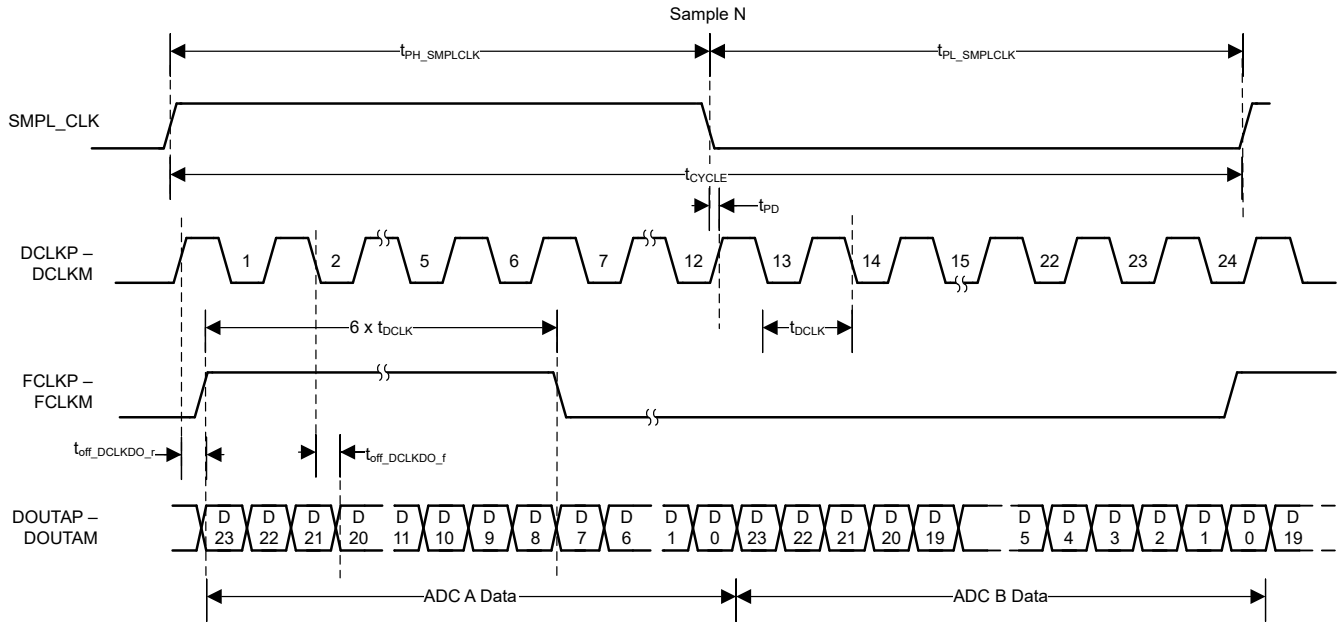 Sample N
tPH_SMPLCLK
tPL_SMPLCLK
SMPL_CLK
tCYCLE
tPD
DCLKP –
DCLKM
1 2 5 6 7 12 13 14 15 22 23 24
6 x tDCLK
tDCLK
FCLKP –
FCLKM
toff_DCLKDO_r
toff_DCLKDO_f
DOUTAP –
DOUTAM
D D D D D D D D D D D D D D D D D D D D D D D D
23 22 21 20 11 10 9 8 7 6 1 0 23 22 21 20 19 5 4 3 2 1 0 19
ADC A Data
ADC B Data